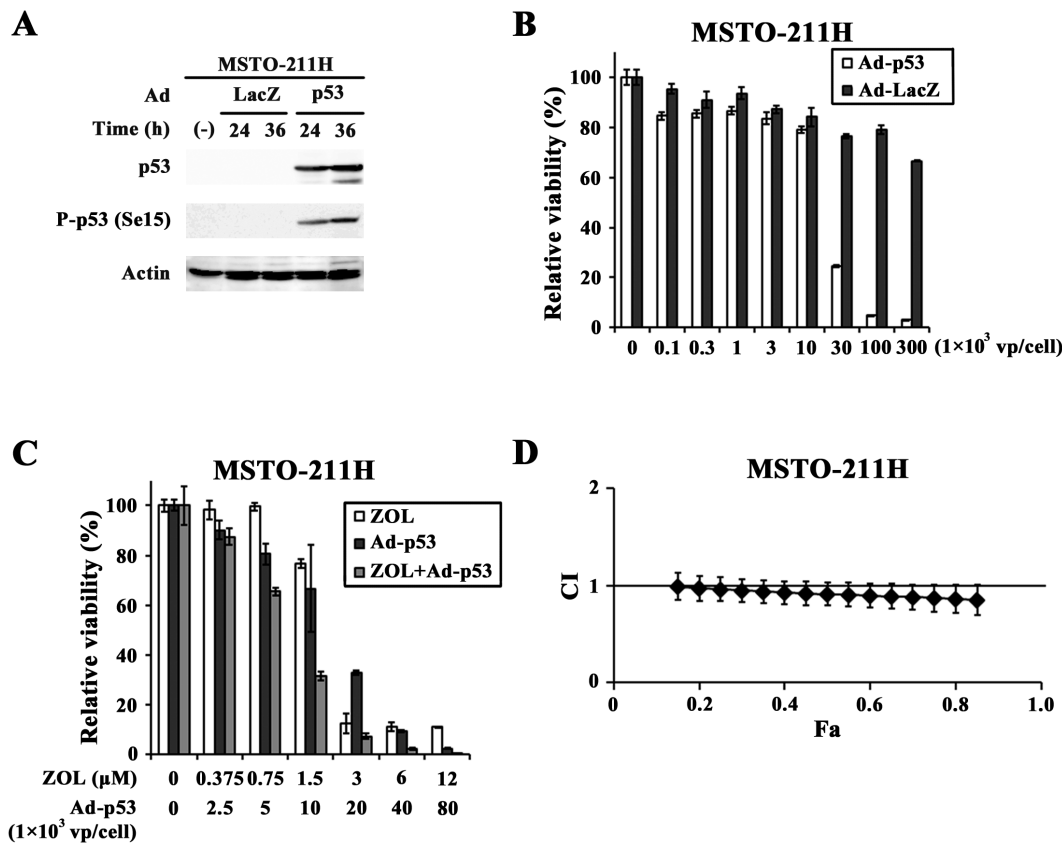 A
MSTO-211H
Ad LacZ p53
Time (h) (-) 24 36 24 36
p53
P-p53 (Se15)
Actin
B
MSTO-211H
Ad-p53
Ad-LacZ
Relative viability (%)
100
80
60
40
20
0
0 0.1 0.3 1 3 10 30 100 300 (1×10³ vp/cell)
C
MSTO-211H
ZOL
Ad-p53
ZOL+Ad-p53
Relative viability (%)
100
80
60
40
20
0
ZOL (µM) 0 0.375 0.75 1.5 3 6 12
Ad-p53 0 2.5 5 10 20 40 80
(1×10³ vp/cell)
D
MSTO-211H
CI
2
1
0
0 0.2 0.4 0.6 0.8 1.0
Fa